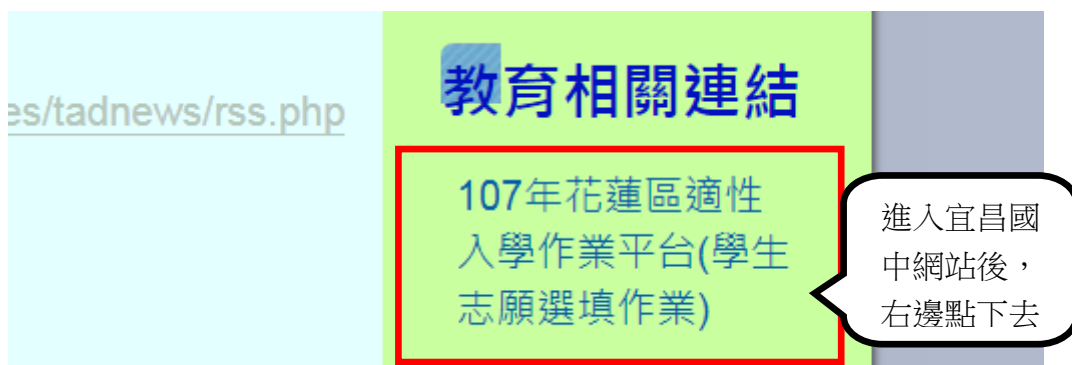 es/tadnews/rss.php
教育相關連結
107年花蓮區適性
入學作業平台(學生
志願選填作業)
進入宜昌國
中網站後，
右邊點下去